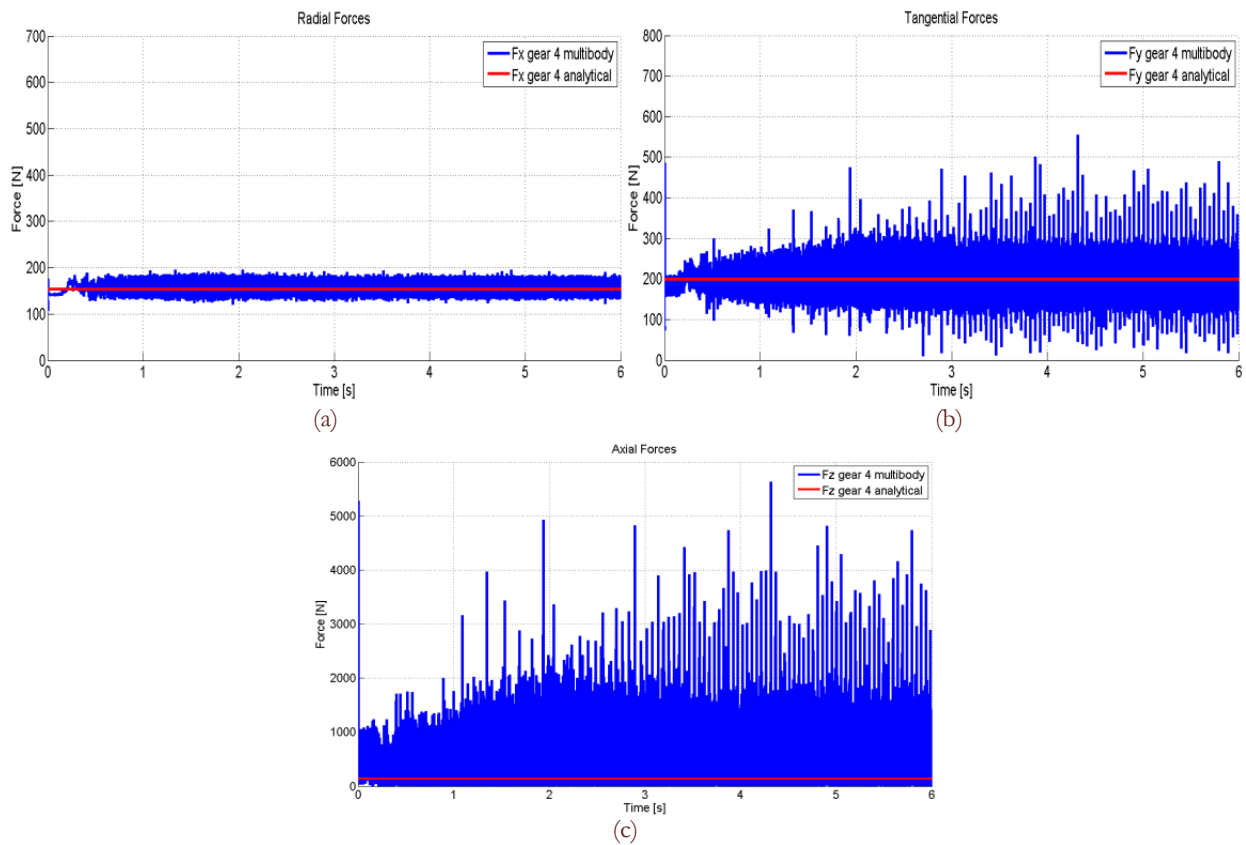 Radial Forces
700
600
500
400
300
200
100
0
Force [N]
Fx gear 4 multibody
Fx gear 4 analytical
0 1 2 3 4 5 6
Time [s]
(a)
Tangential Forces
800
700
600
500
400
300
200
100
0
Force [N]
Fy gear 4 multibody
Fy gear 4 analytical
0 1 2 3 4 5 6
Time [s]
(b)
Axial Forces
6000
5000
4000
3000
2000
1000
0
Force [N]
Fz gear 4 multibody
Fz gear 4 analytical
0 1 2 3 4 5 6
Time [s]
(c)